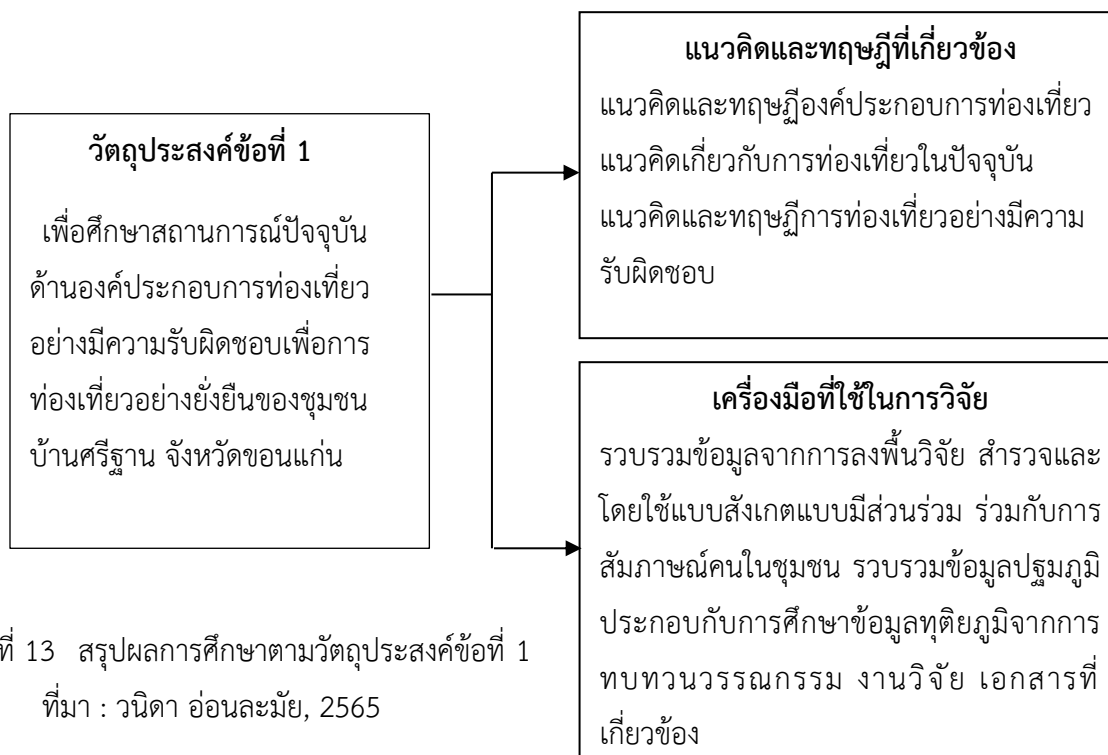 วัตถุประสงค์ข้อที่ 1
เพื่อศึกษาสถานการณ์ปัจจุบัน
ด้านองค์ประกอบการท่องเที่ยว
อย่างมีความรับผิดชอบเพื่อการ
ท่องเที่ยวอย่างยั่งยืนของชุมชน
บ้านศรีฐาน จังหวัดขอนแก่น
แนวคิดและทฤษฎีที่เกี่ยวข้อง
แนวคิดและทฤษฏีองค์ประกอบการท่องเที่ยว
แนวคิดเกี่ยวกับการท่องเที่ยวในปัจจุบัน
แนวคิดและทฤษฏีการท่องเที่ยวอย่างมีความ
รับผิดชอบ
เครื่องมือที่ใช้ในการวิจัย
รวบรวมข้อมูลจากการลงพื้นวิจัย สำรวจและ
โดยใช้แบบสังเกตแบบมีส่วนร่วม ร่วมกับการ
สัมภาษณ์คนในชุมชน รวบรวมข้อมูลปฐมภูมิ
ประกอบกับการศึกษาข้อมูลทุติยภูมิจากการ
ทบทวนวรรณกรรม งานวิจัย เอกสารที่
เกี่ยวข้อง
ที่ 13 สรุปผลการศึกษาตามวัตถุประสงค์ข้อที่ 1
ที่มา : วนิดา อ่อนละมัย, 2565